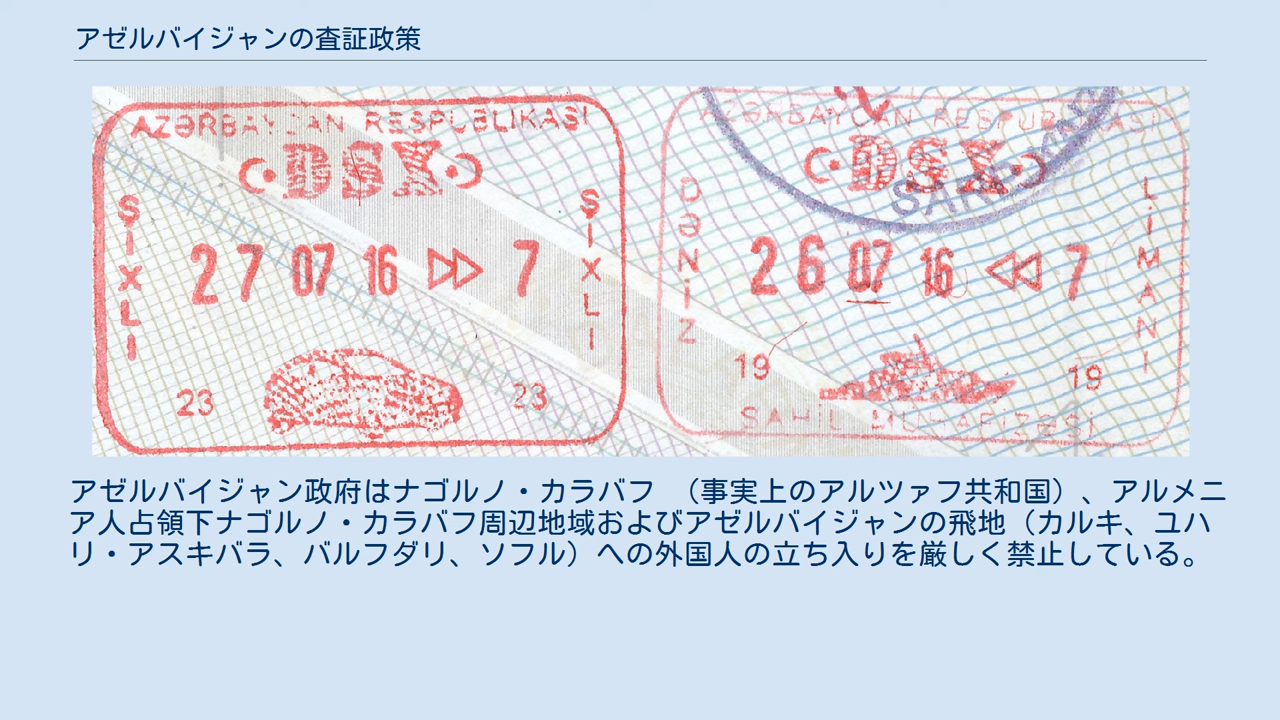 アゼルバイジャンの査証政策
AZƏRBAYCAN RESPUBLİKASI
DSX
ŞIXLI
ŞIXLI
27 07 16 7
23 23
AZƏRBAYCAN RESPUBLİKASI
DSX
DƏNİZ
LİMANI
26 07 16 7
19 19
SAHİL MÜHAFİZƏSİ
アゼルバイジャン政府はナゴルノ・カラバフ （事実上のアルツァフ共和国）、アルメニ
ア人占領下ナゴルノ・カラバフ周辺地域およびアゼルバイジャンの飛地（カルキ、ユハ
リ・アスキバラ、バルフダリ、ソフル）への外国人の立ち入りを厳しく禁止している。